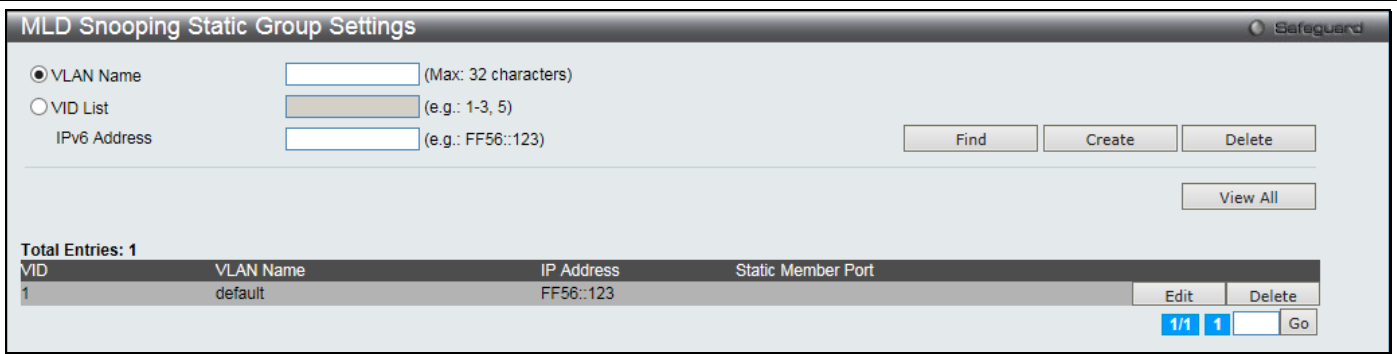 MLD Snooping Static Group Settings Safeguard
VLAN Name (Max: 32 characters)
VID List (e.g.: 1-3, 5)
IPv6 Address (e.g.: FF56::123) Find Create Delete
View All
Total Entries: 1
VID VLAN Name IP Address Static Member Port
1 default FF56::123 Edit Delete
1/1 1 Go